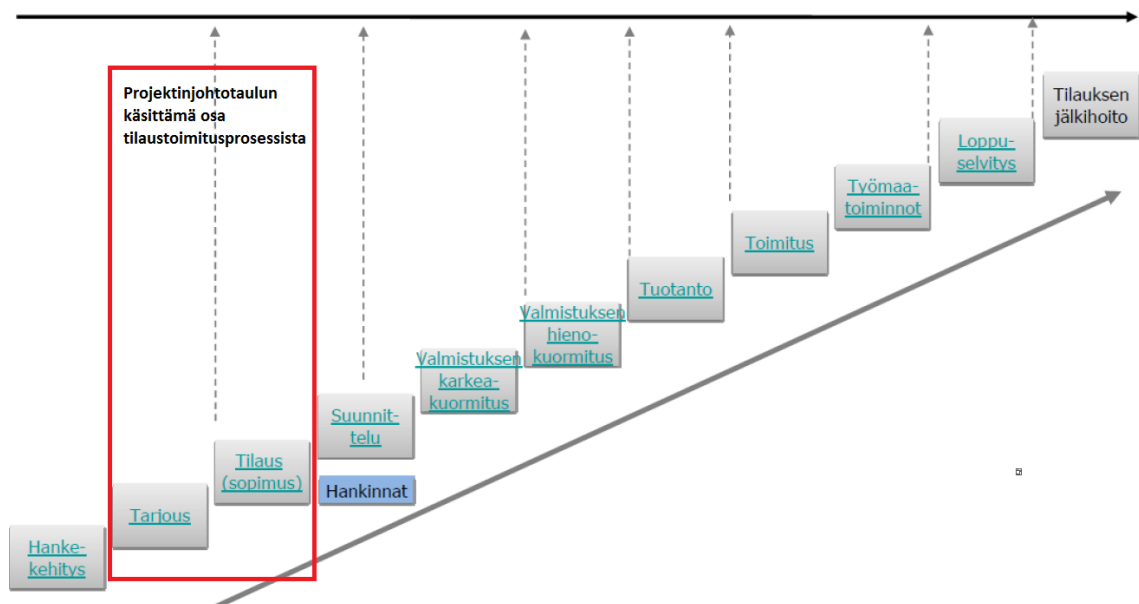 Projektinjohtotaulun
käsittämä osa
tilaustoimitusprosessista
Hanke-
kehitys
Tarjous
Tilaus
(sopimus)
Suunnit-
telu
Hankinnat
Valmistuksen
karkea-
kuormitus
Valmistuksen
hieno-
kuormitus
Tuotanto
Toimitus
Työmaa-
toiminnot
Loppu-
selvitys
Tilauksen
jälkihoito